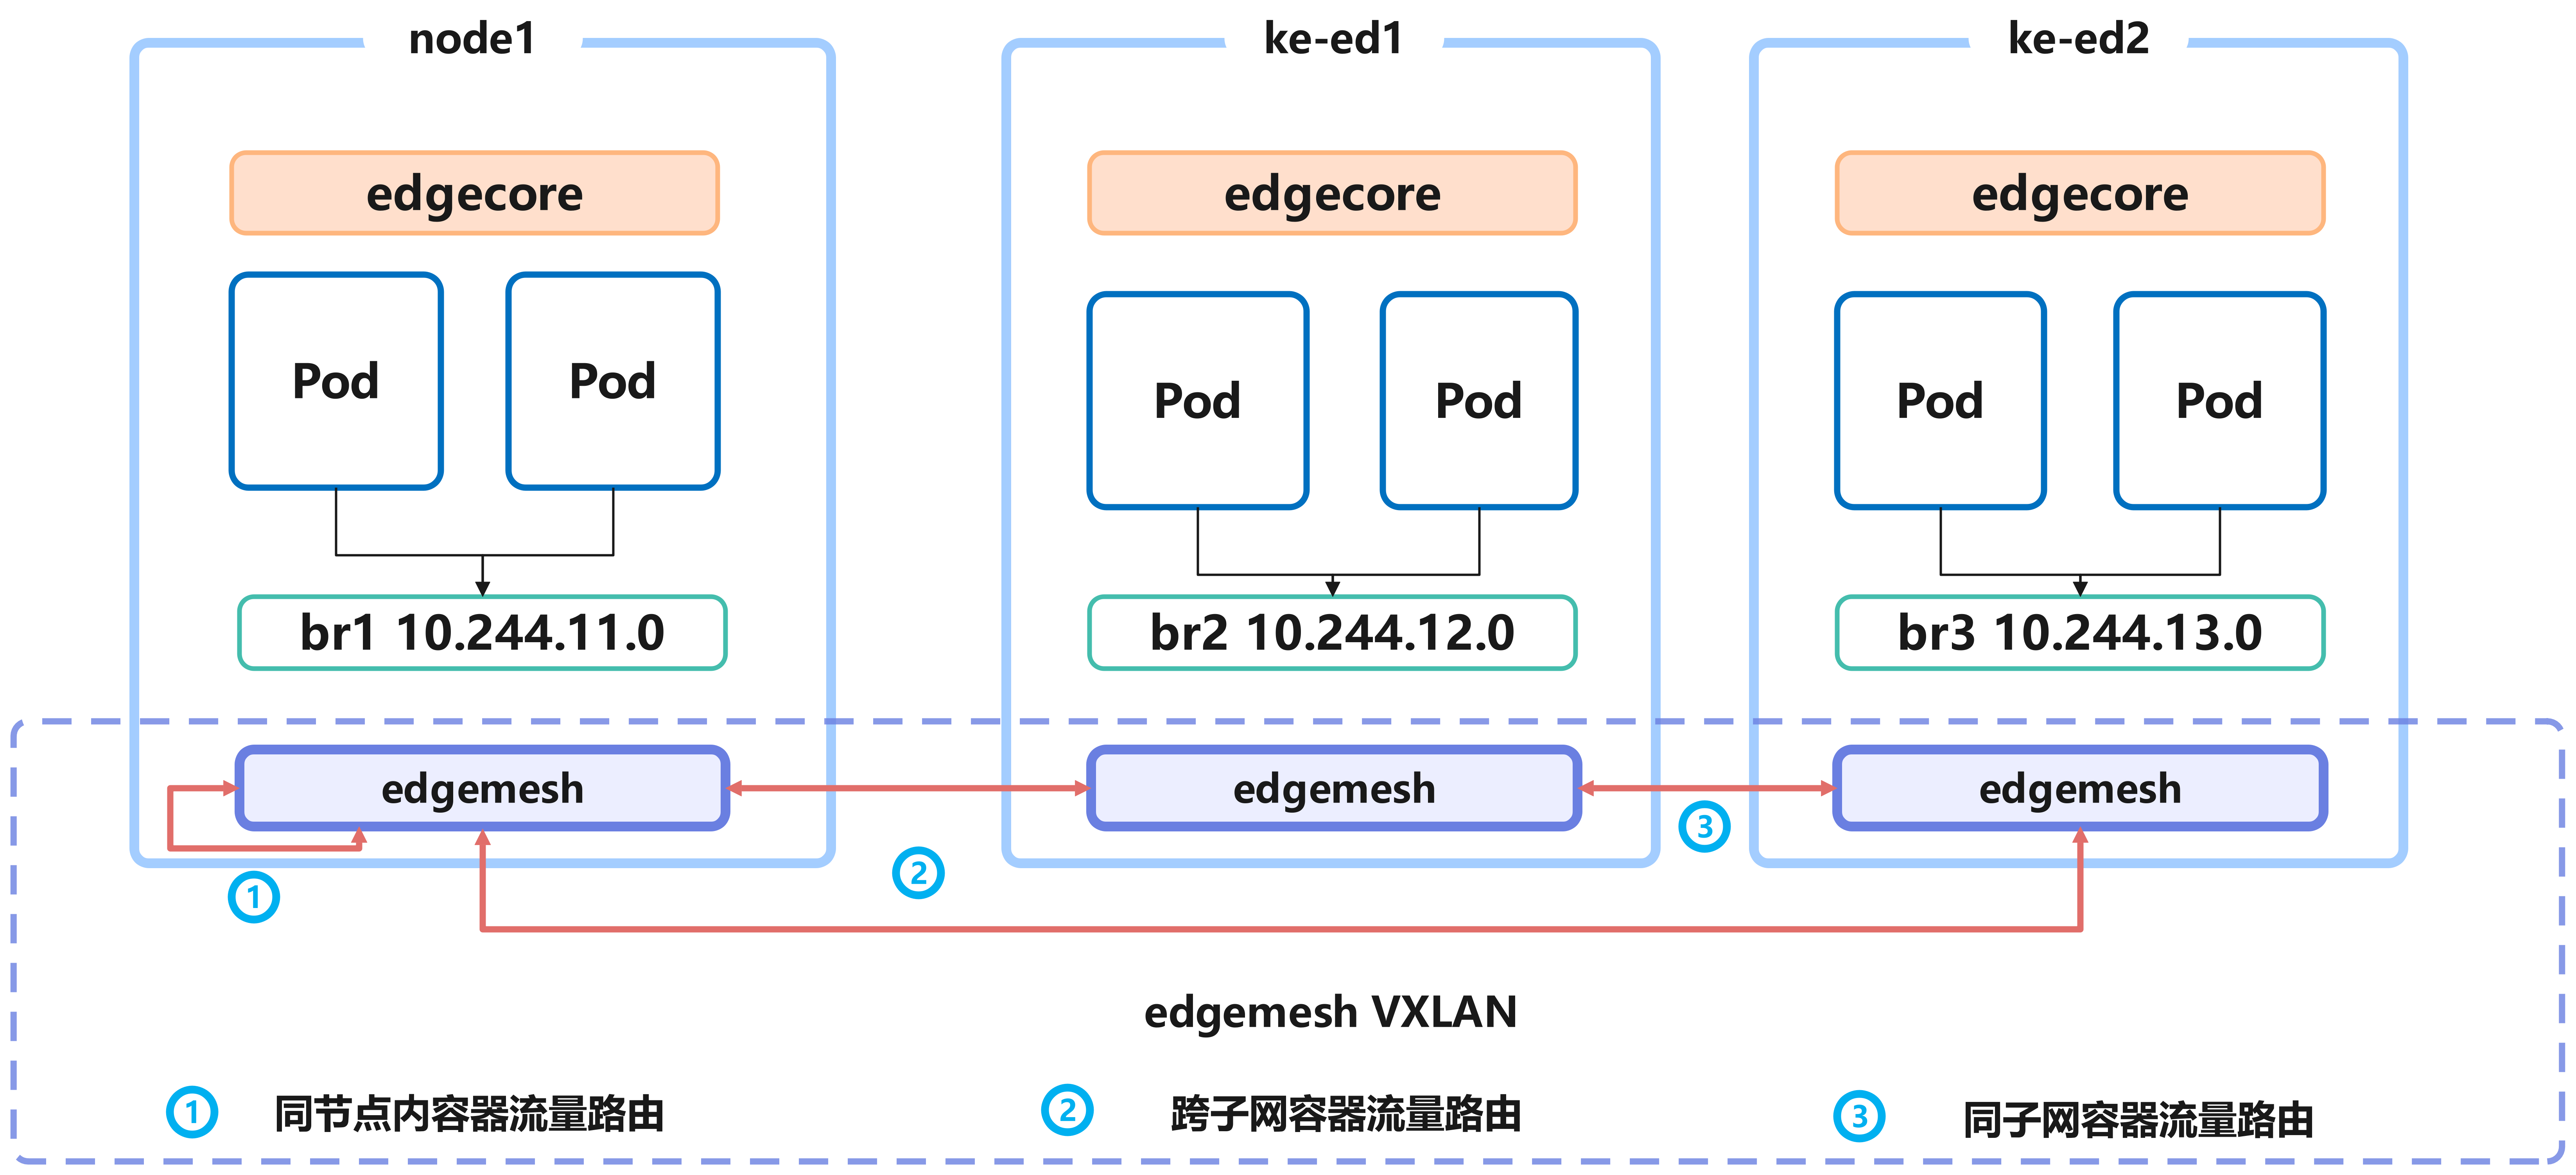 node1
ke-ed1
ke-ed2
edgecore
edgecore
edgecore
Pod
Pod
Pod
Pod
Pod
Pod
br1 10.244.11.0
br2 10.244.12.0
br3 10.244.13.0
edgemesh
edgemesh
edgemesh
1
2
3
edgemesh VXLAN
1 同节点内容器流量路由
2 跨子网容器流量路由
3 同子网容器流量路由